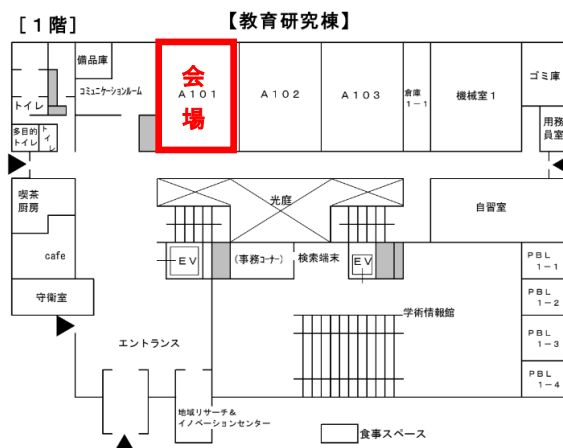 [1階]
【教育研究棟】
備品庫
コミュニケーションルーム
会
場
A101
A102
A103
倉庫
1-1
機械室1
ゴミ庫
トイレ
多目的
トイレ
トイレ
用務
員室
喫茶
厨房
光庭
自習室
cafe
EV
(事務コーナー)
検索端末
EV
PBL
1-1
守衛室
PBL
1-2
学術情報館
エントランス
PBL
1-3
PBL
1-4
地域リサーチ&
イノベーションセンター
食事スペース